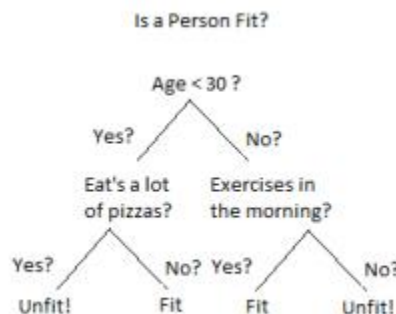 Is a Person Fit?
Age < 30 ?
Yes?
No?
Eat's a lot
of pizzas?
Exercises in
the morning?
Yes?
No?
Yes?
No?
Unfit!
Fit
Fit
Unfit!